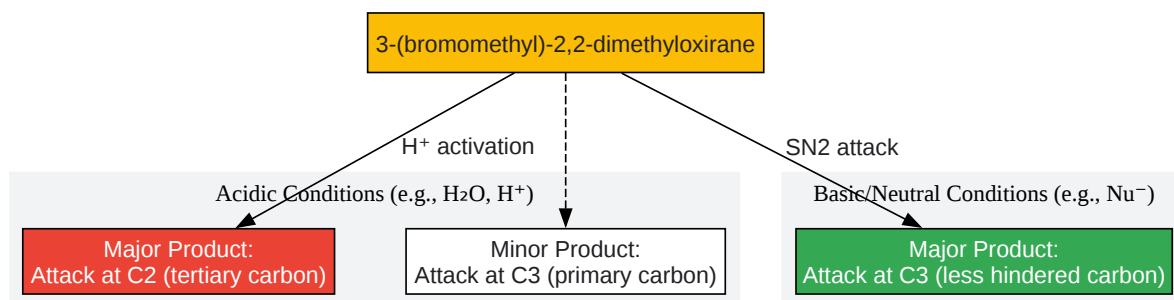 3-(bromomethyl)-2,2-dimethyloxirane
H⁺ activation
SN2 attack
Acidic Conditions (e.g., H₂O, H⁺)
Basic/Neutral Conditions (e.g., Nu⁻)
Major Product:
Attack at C2 (tertiary carbon)
Minor Product:
Attack at C3 (primary carbon)
Major Product:
Attack at C3 (less hindered carbon)